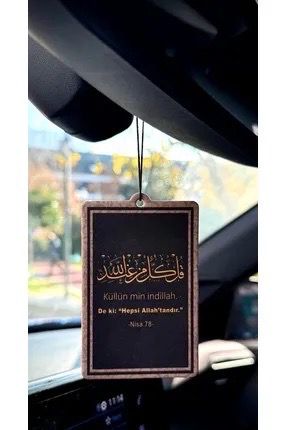 قل كل من عند الله
Küllün min indillah.
De ki: “Hepsi Allah’tandır.”
-Nisa 78-